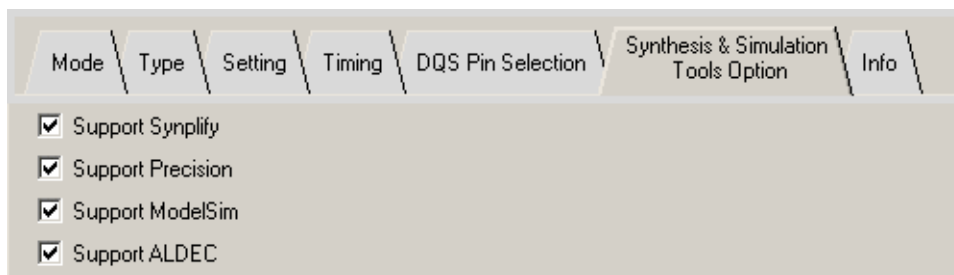 Mode Type Setting Timing DQS Pin Selection Synthesis & Simulation Tools Option Info
Support Synplify
Support Precision
Support ModelSim
Support ALDEC